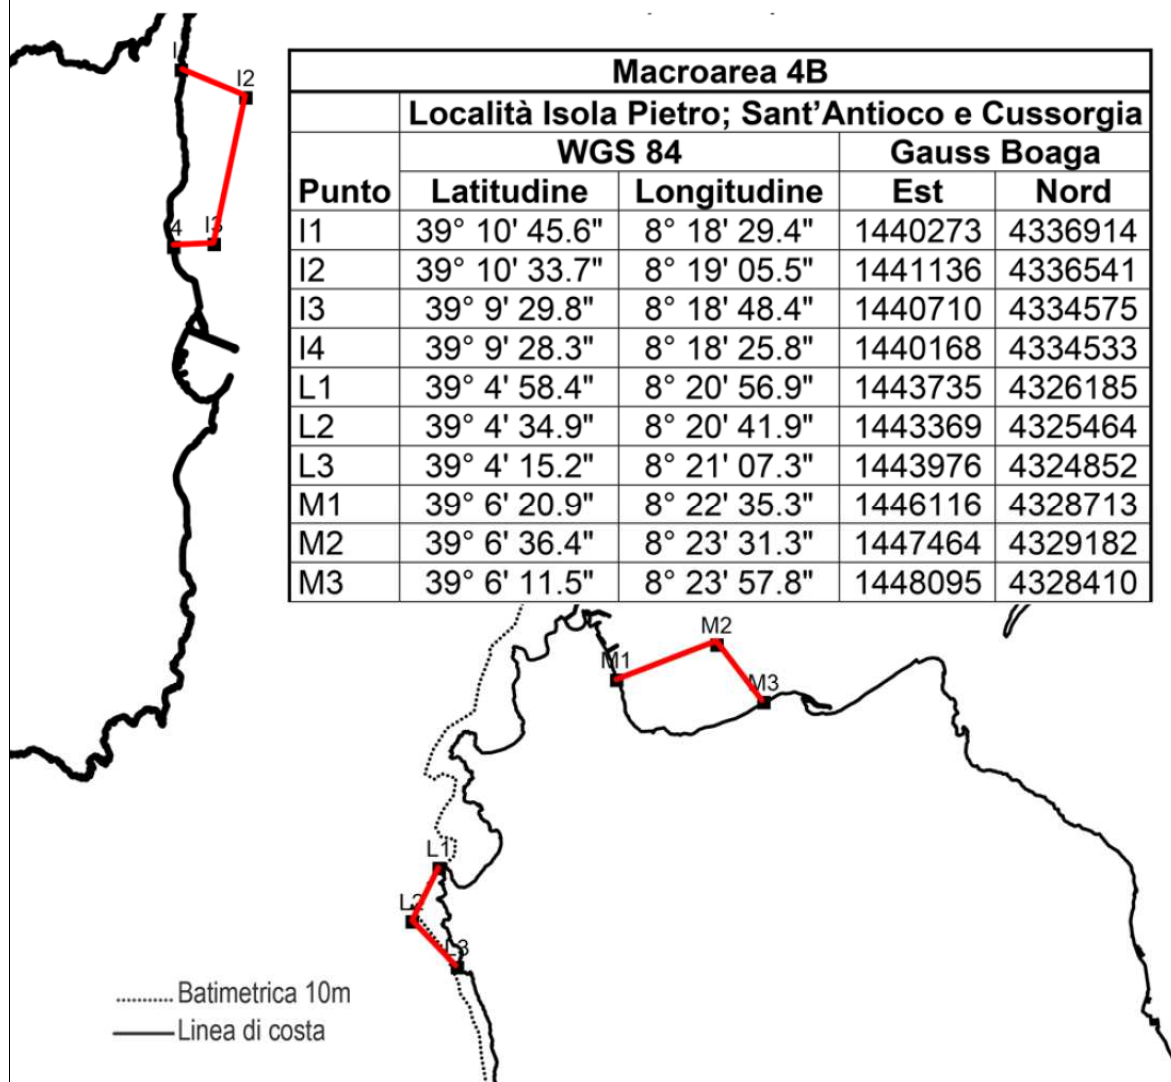 I
I2
4
I3
Macroarea 4B
Località Isola Pietro; Sant'Antioco e Cussorgia
WGS 84 Gauss Boaga
Punto Latitudine Longitudine Est Nord
I1 39° 10' 45.6" 8° 18' 29.4" 1440273 4336914
I2 39° 10' 33.7" 8° 19' 05.5" 1441136 4336541
I3 39° 9' 29.8" 8° 18' 48.4" 1440710 4334575
I4 39° 9' 28.3" 8° 18' 25.8" 1440168 4334533
L1 39° 4' 58.4" 8° 20' 56.9" 1443735 4326185
L2 39° 4' 34.9" 8° 20' 41.9" 1443369 4325464
L3 39° 4' 15.2" 8° 21' 07.3" 1443976 4324852
M1 39° 6' 20.9" 8° 22' 35.3" 1446116 4328713
M2 39° 6' 36.4" 8° 23' 31.3" 1447464 4329182
M3 39° 6' 11.5" 8° 23' 57.8" 1448095 4328410
M2
M1
M3
L1
L2
L3
Batimetrica 10m
Linea di costa